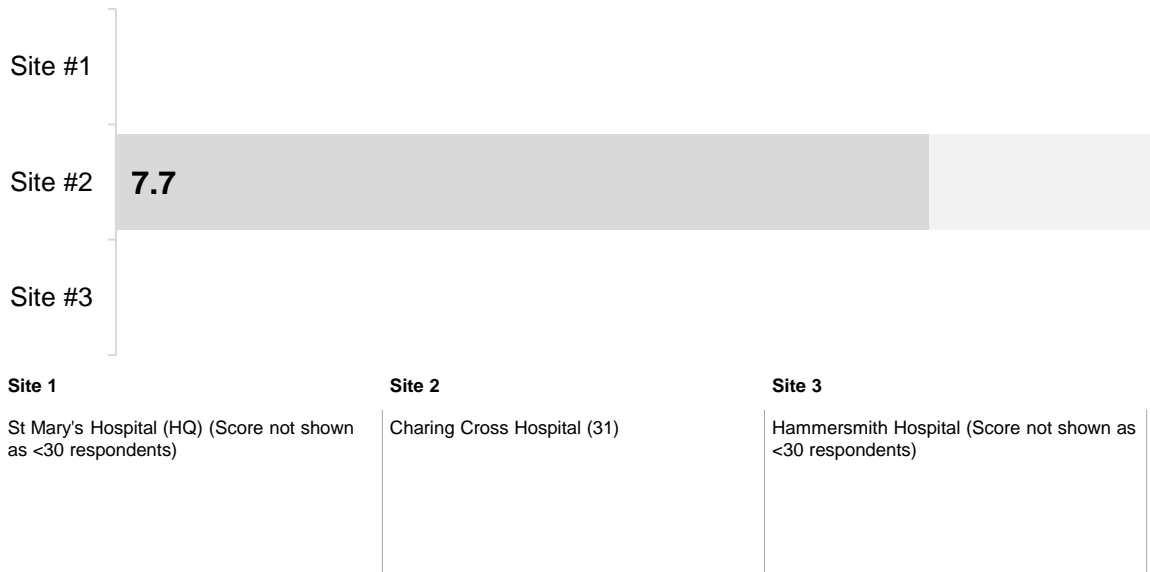 Site #1
Site #2
7.7
Site #3
Site 1
St Mary's Hospital (HQ) (Score not shown
as <30 respondents)
Site 2
Charing Cross Hospital (31)
Site 3
Hammersmith Hospital (Score not shown as
<30 respondents)